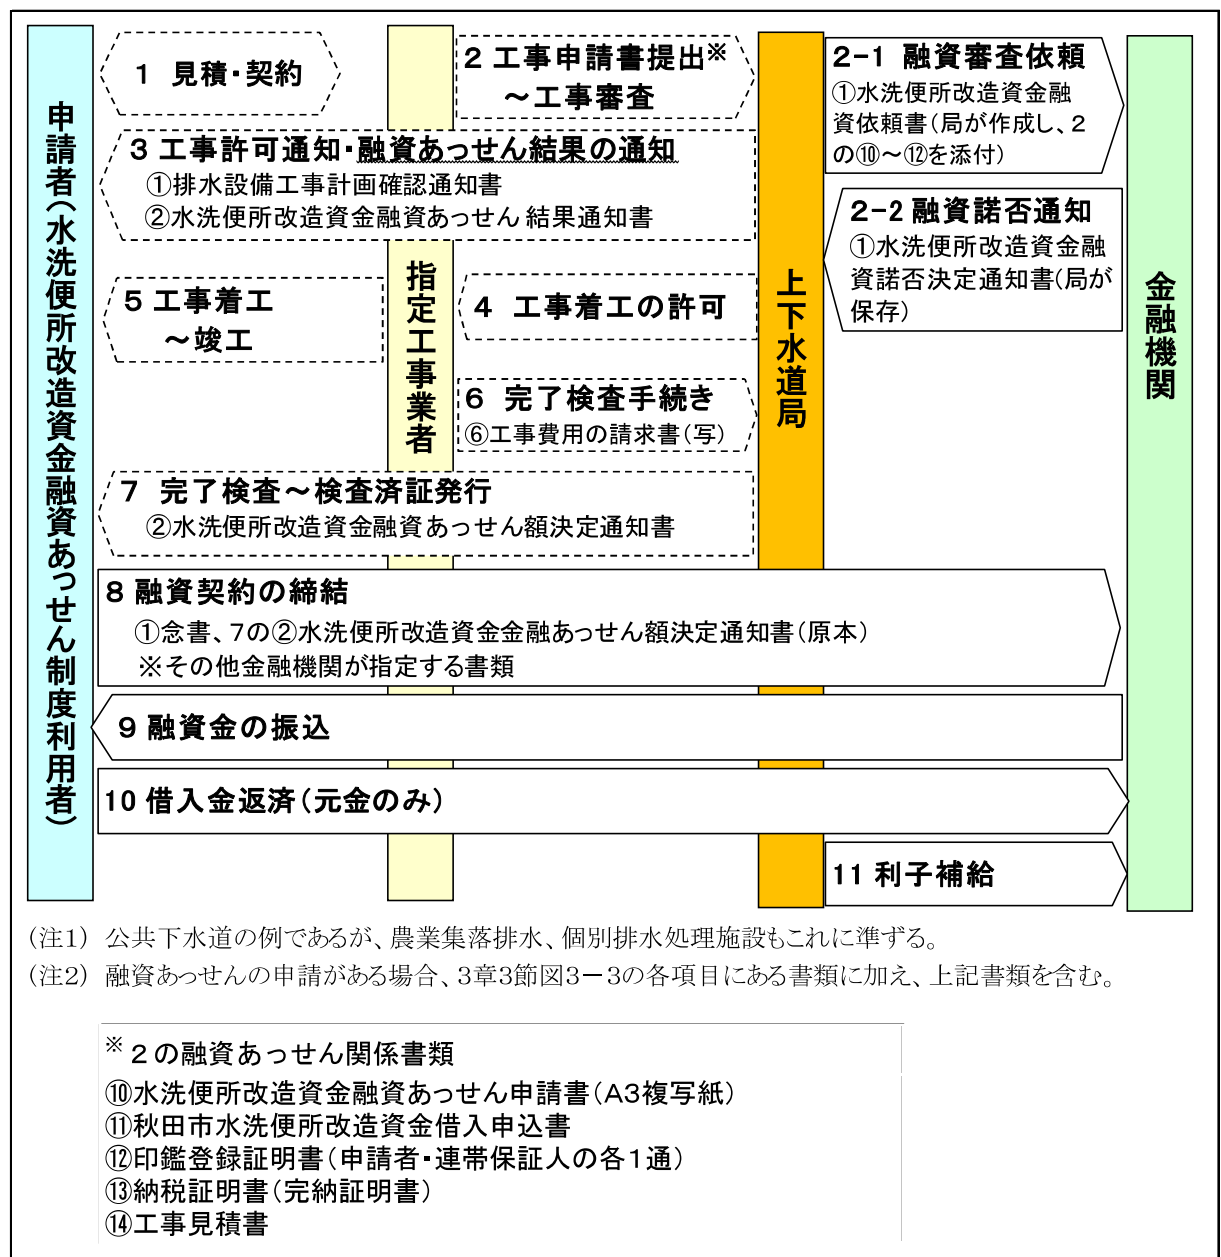 申請者(水洗便所改造資金融資あっせん制度利用者)
指定工事業者
上下水道局
金融機関
1 見積・契約
2 工事申請書提出※
～工事審査
2-1 融資審査依頼
①水洗便所改造資金融
資依頼書(局が作成し、2
の⑩～⑫を添付)
3 工事許可通知・融資あっせん結果の通知
①排水設備工事計画確認通知書
②水洗便所改造資金融資あっせん 結果通知書
2-2 融資諾否通知
①水洗便所改造資金融
資諾否決定通知書(局が
保存)
5 工事着工
～竣工
4 工事着工の許可
6 完了検査手続き
⑥工事費用の請求書(写)
7 完了検査～検査済証発行
②水洗便所改造資金融資あっせん額決定通知書
8 融資契約の締結
①念書、7の②水洗便所改造資金金融あっせん額決定通知書(原本)
※その他金融機関が指定する書類
9 融資金の振込
10 借入金返済(元金のみ)
11 利子補給
(注1) 公共下水道の例であるが、農業集落排水、個別排水処理施設もこれに準ずる。
(注2) 融資あっせんの申請がある場合、3章3節図3－3の各項目にある書類に加え、上記書類を含む。
※2の融資あっせん関係書類
⑩水洗便所改造資金融資あっせん申請書(A3複写紙)
⑪秋田市水洗便所改造資金借入申込書
⑫印鑑登録証明書(申請者・連帯保証人の各1通)
⑬納税証明書(完納証明書)
⑭工事見積書